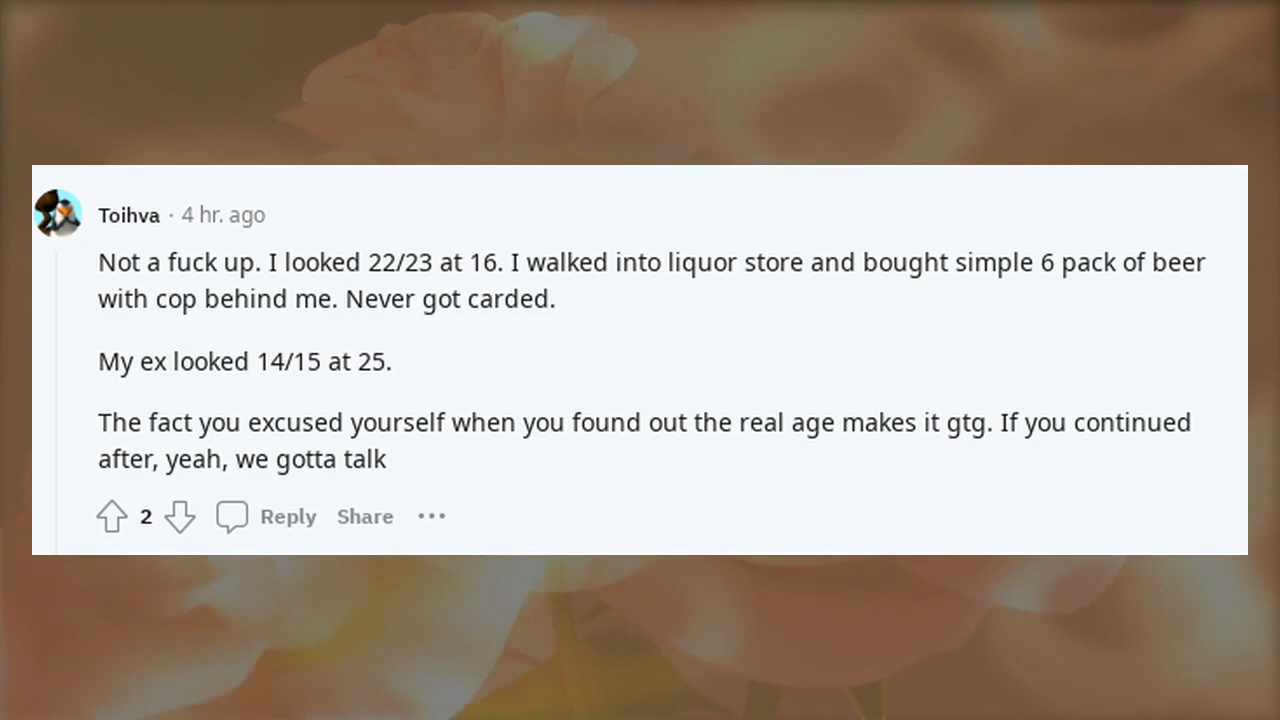 Toihva · 4 hr. ago
Not a fuck up. I looked 22/23 at 16. I walked into liquor store and bought simple 6 pack of beer
with cop behind me. Never got carded.
My ex looked 14/15 at 25.
The fact you excused yourself when you found out the real age makes it gtg. If you continued
after, yeah, we gotta talk
2 Reply Share ···